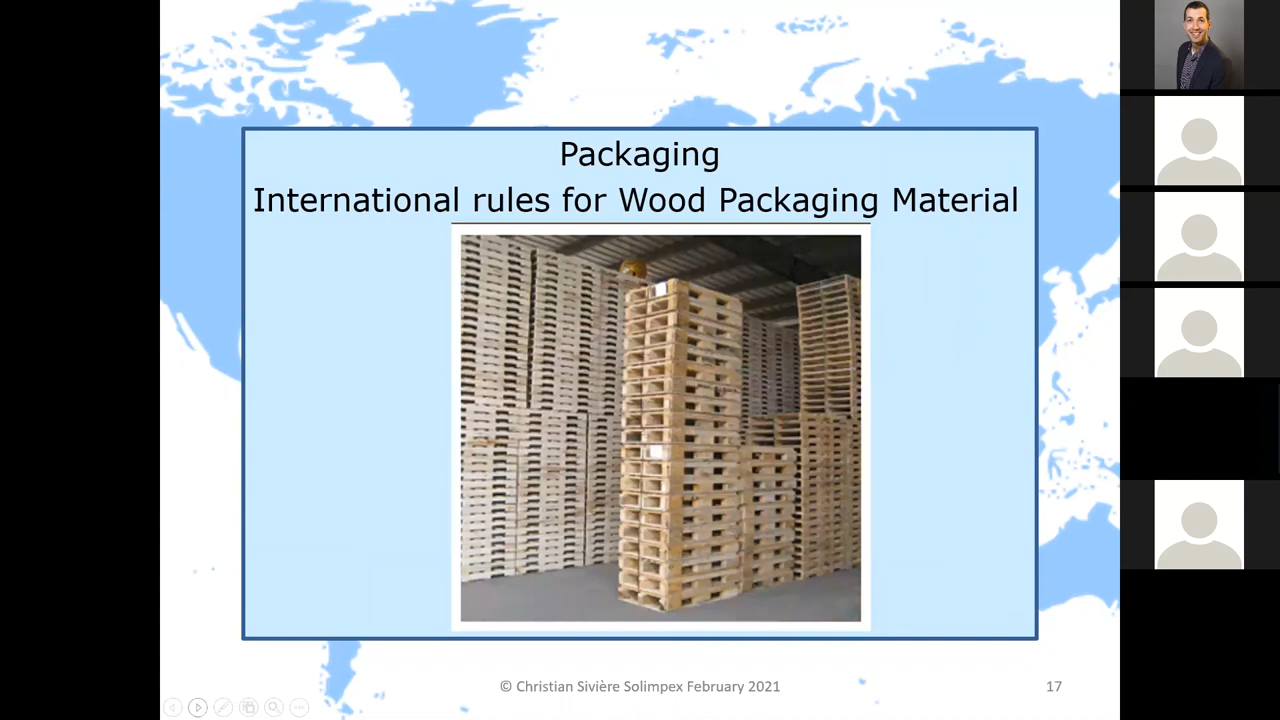 Packaging
International rules for Wood Packaging Material
© Christian Sivière Solimpex February 2021
17